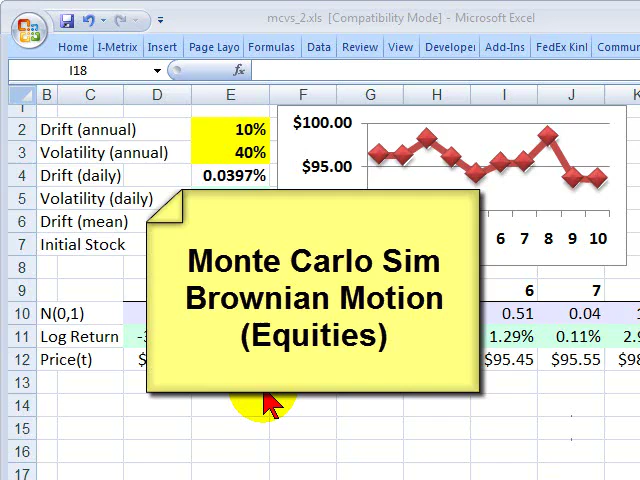 mcvs_2.xls [Compatibility Mode] - Microsoft Excel
Home I-Metrix Insert Page Layo Formulas Data Review View Developer Add-Ins FedEx Kinl Commu
I18 fx
B C D E F G H I J K
2 Drift (annual) 10% $100.00
3 Volatility (annual) 40% $95.00
4 Drift (daily) 0.0397%
5 Volatility (daily)
6 Drift (mean) 6 7 8 9 10
7 Initial Stock
8
9 6 7
10 N(0,1) 0.51 0.04
11 Log Return 1.29% 0.11%
12 Price(t) $95.45 $95.55
13
14
15
16
17
Monte Carlo Sim
Brownian Motion
(Equities)